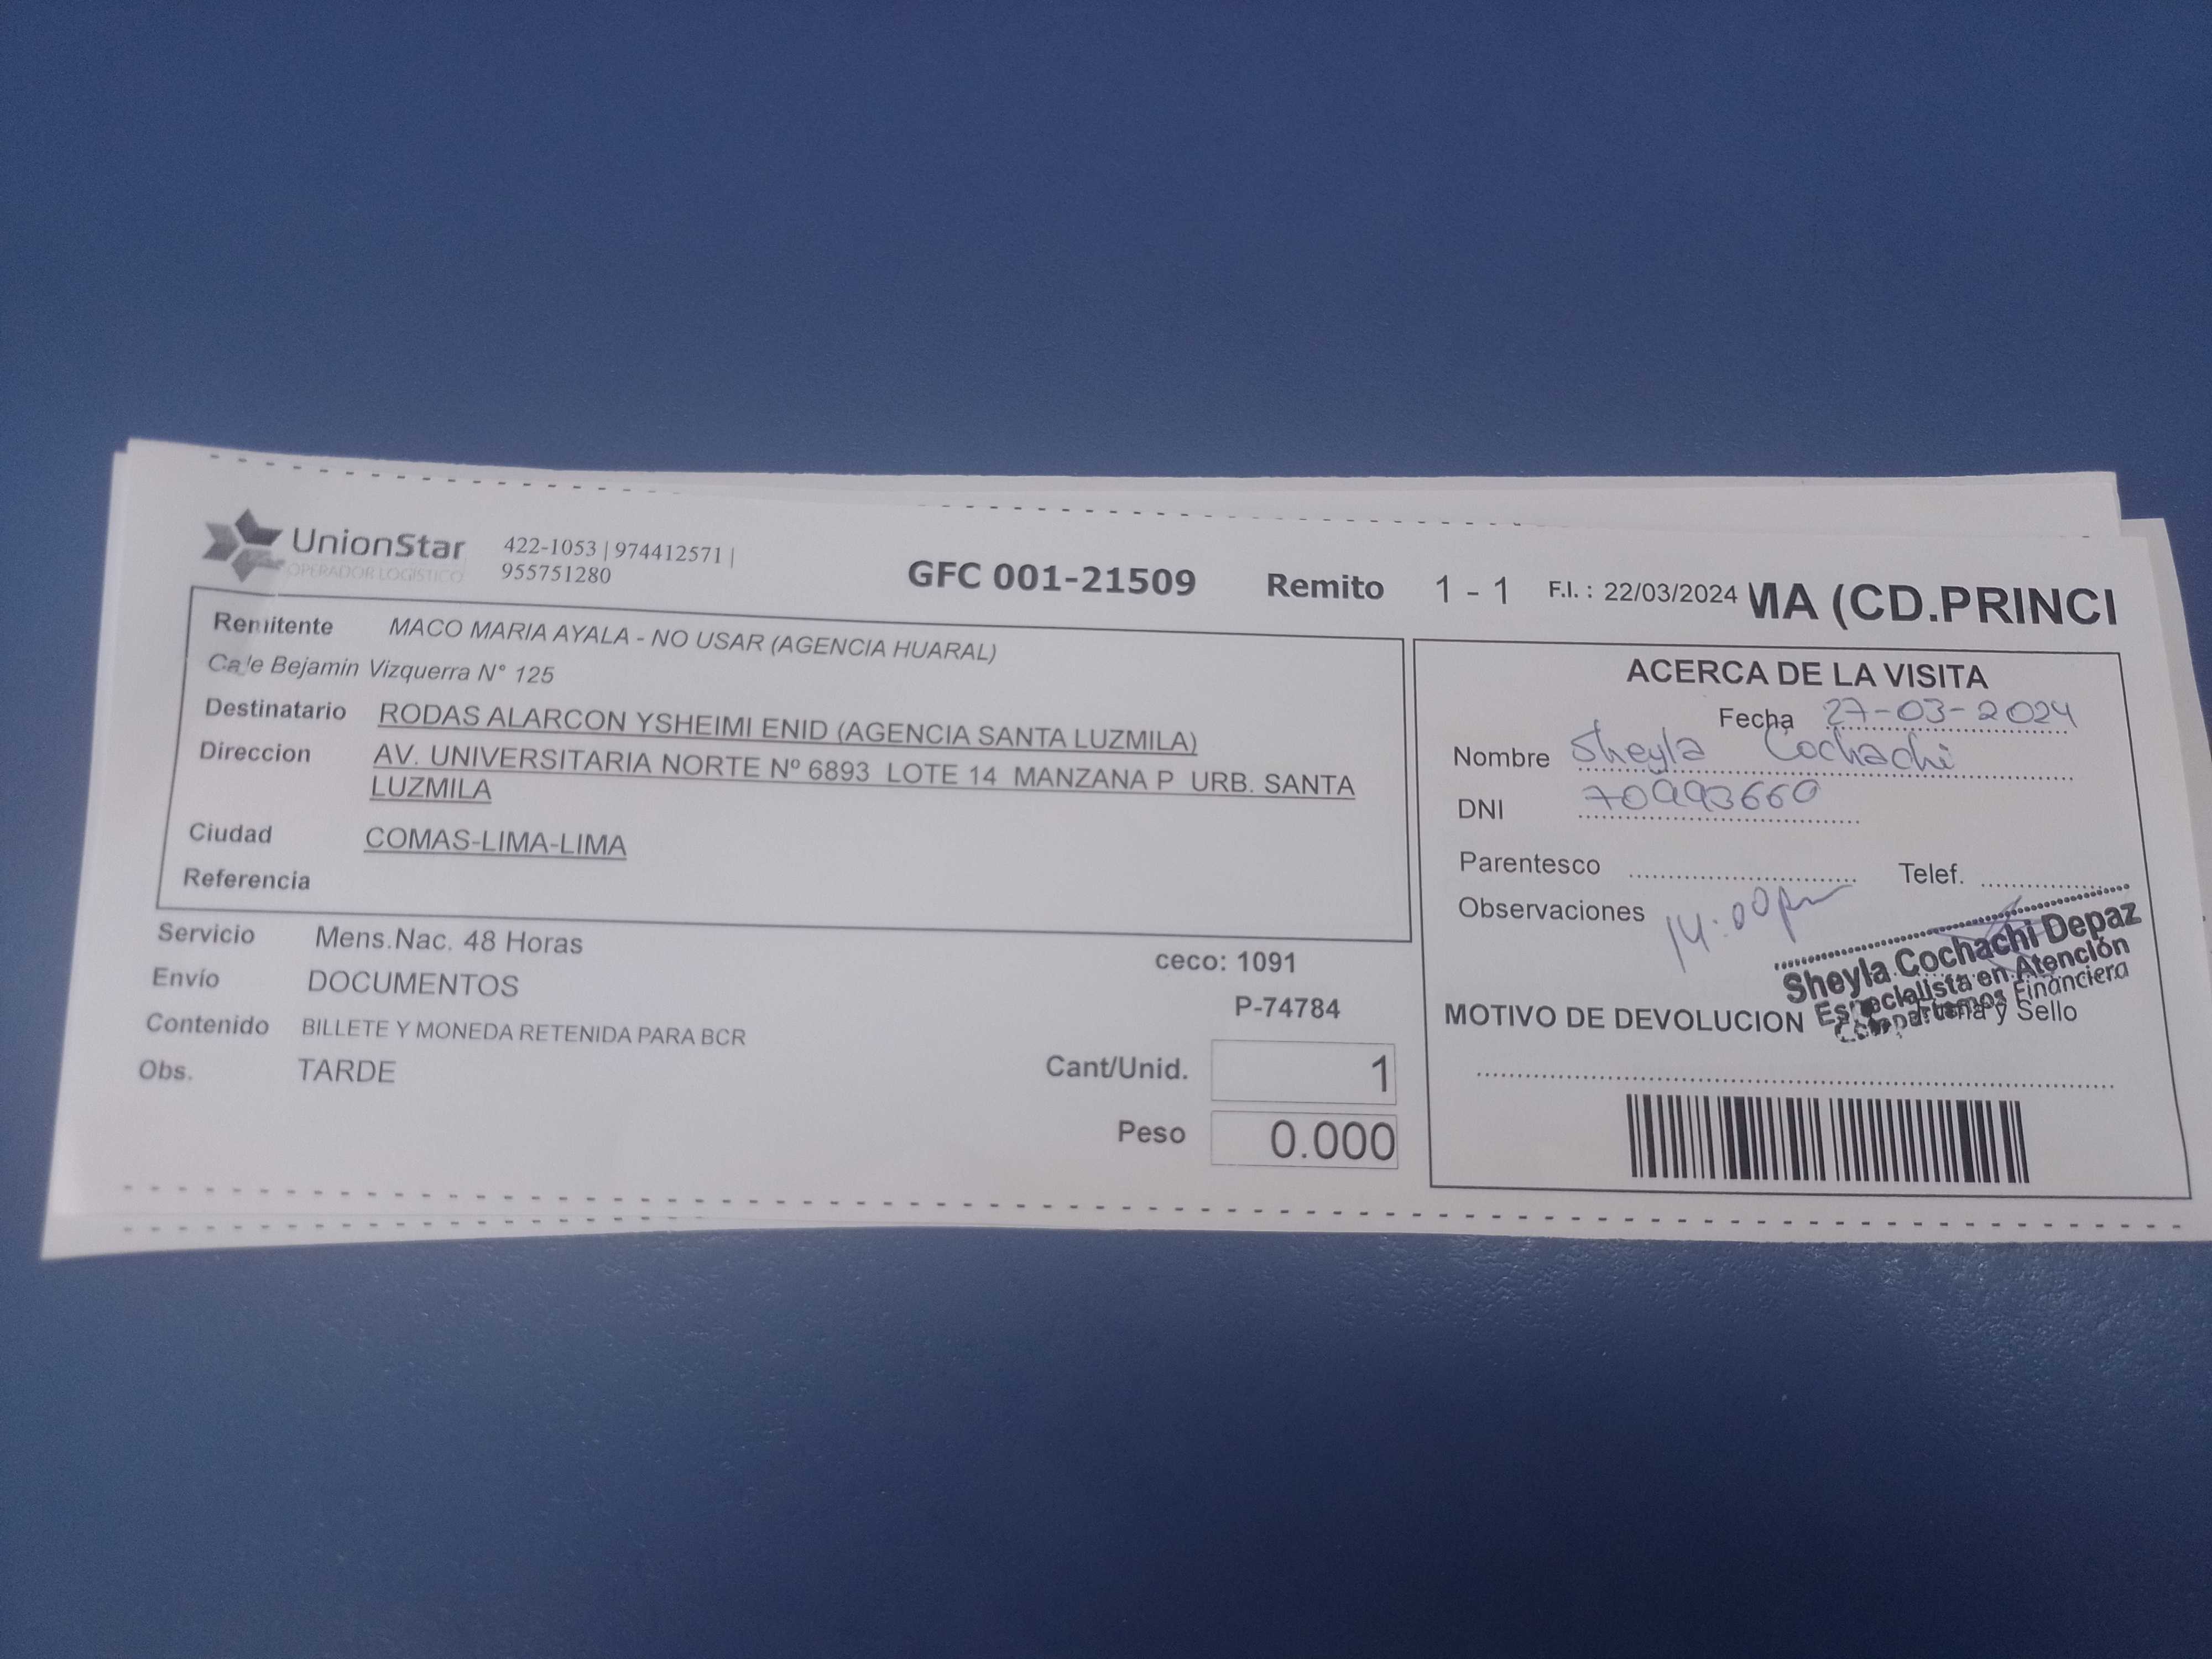 UnionStar
OPERADOR LOGÍSTICO
422-1053 | 974412571 |
955751280
GFC 001-21509 Remito 1 - 1 F.I. : 22/03/2024 MA (CD.PRINCI
Remitente MACO MARIA AYALA - NO USAR (AGENCIA HUARAL)
Calle Bejamin Vizquerra N° 125
Destinatario RODAS ALARCON YSHEIMI ENID (AGENCIA SANTA LUZMILA)
Direccion AV. UNIVERSITARIA NORTE Nº 6893 LOTE 14 MANZANA P URB. SANTA
LUZMILA
Ciudad COMAS-LIMA-LIMA
Referencia
Servicio Mens.Nac. 48 Horas
Envío DOCUMENTOS
Contenido BILLETE Y MONEDA RETENIDA PARA BCR
Obs. TARDE
ceco: 1091
P-74784
Cant/Unid. 1
Peso 0.000
ACERCA DE LA VISITA
Fecha 27-03-2024
Nombre Sheyla Cochachi
DNI
Parentesco Telef.
Observaciones 14:00pm
Sheyla Cochachi Depaz
Especialista en Atención
Compartamos Financiera
Firma y Sello
MOTIVO DE DEVOLUCION